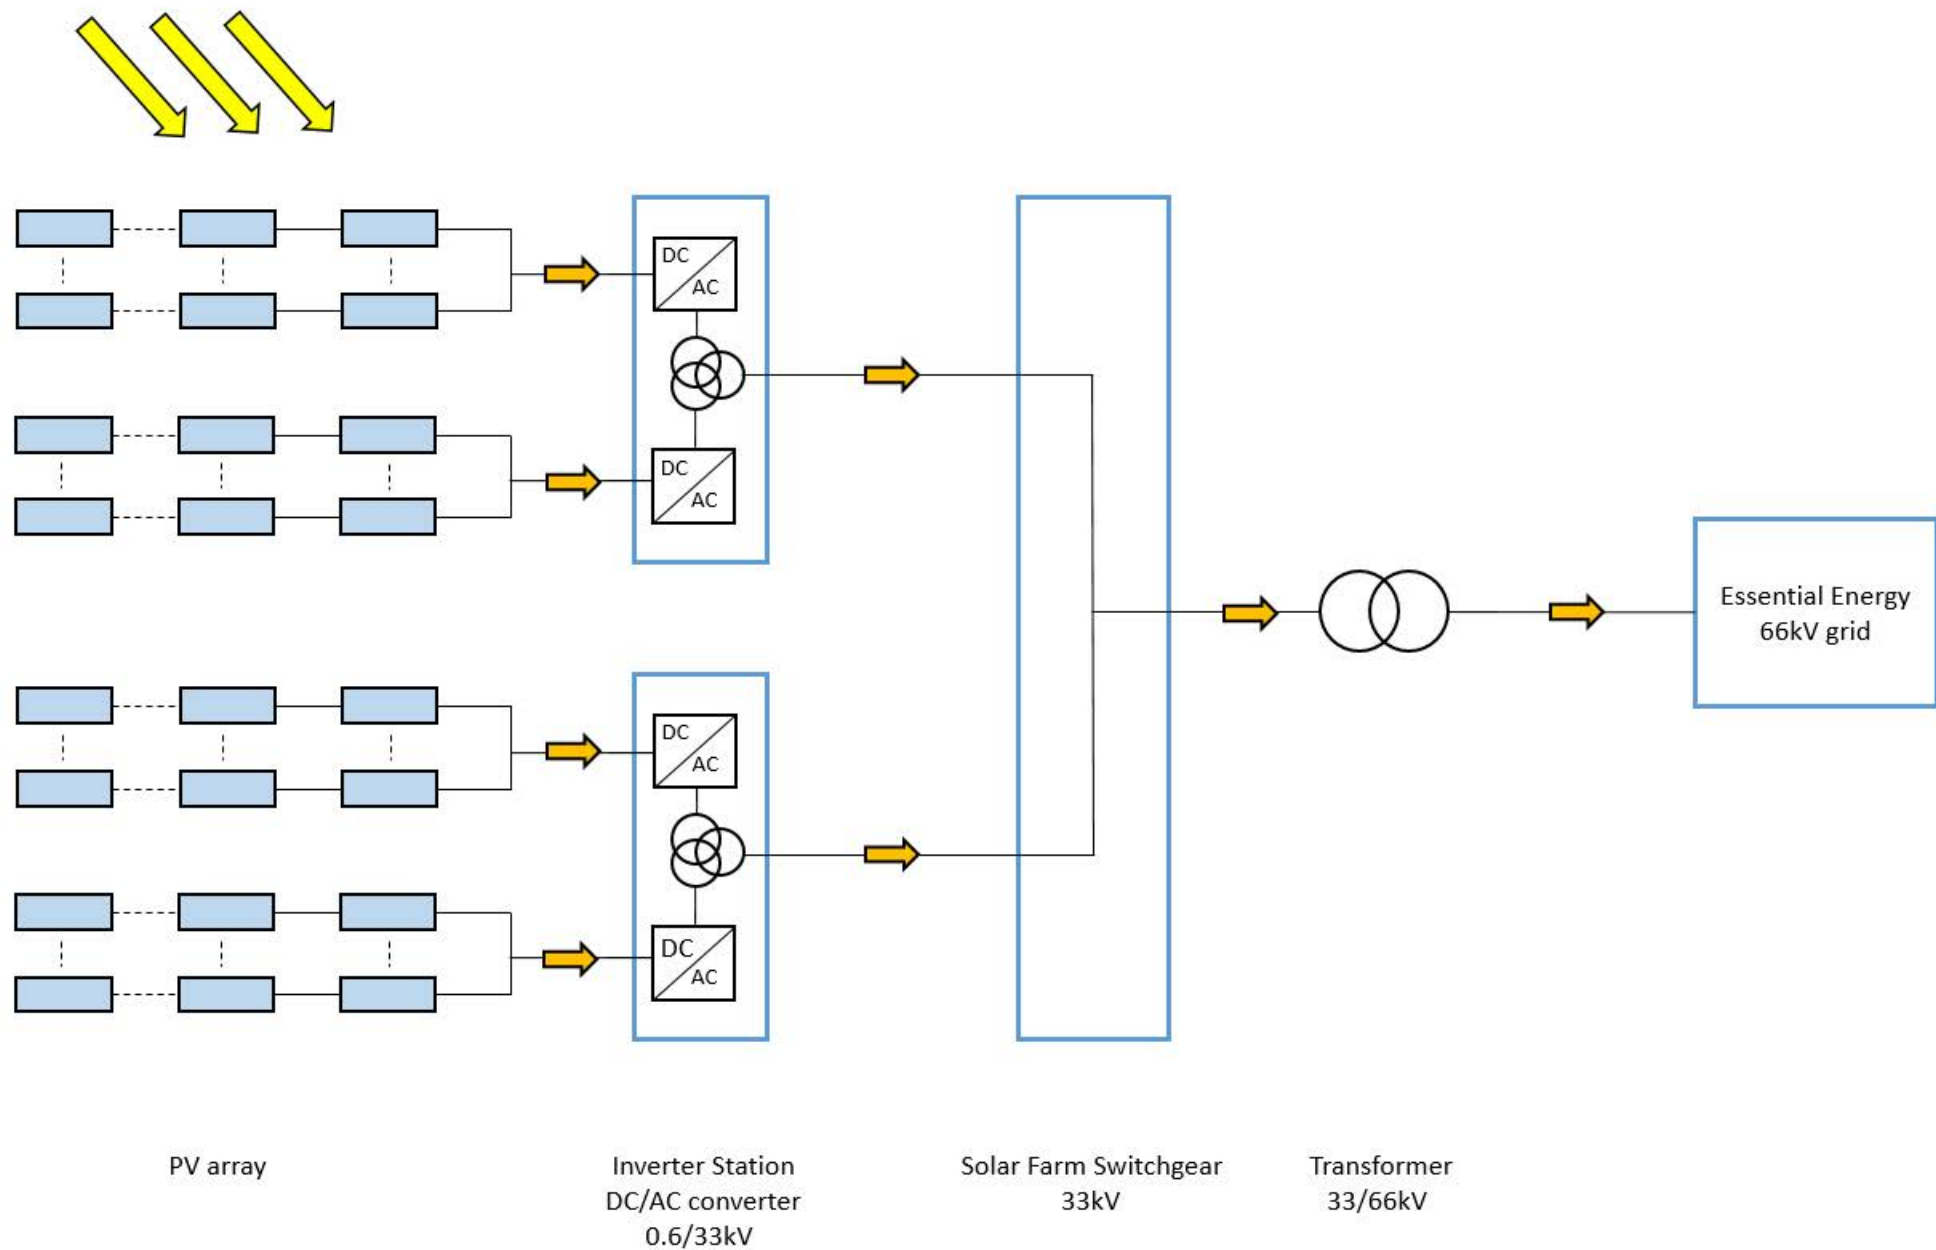 DC
AC
DC
AC
Essential Energy
66kV grid
DC
AC
DC
AC
PV array
Inverter Station
DC/AC converter
0.6/33kV
Solar Farm Switchgear
33kV
Transformer
33/66kV